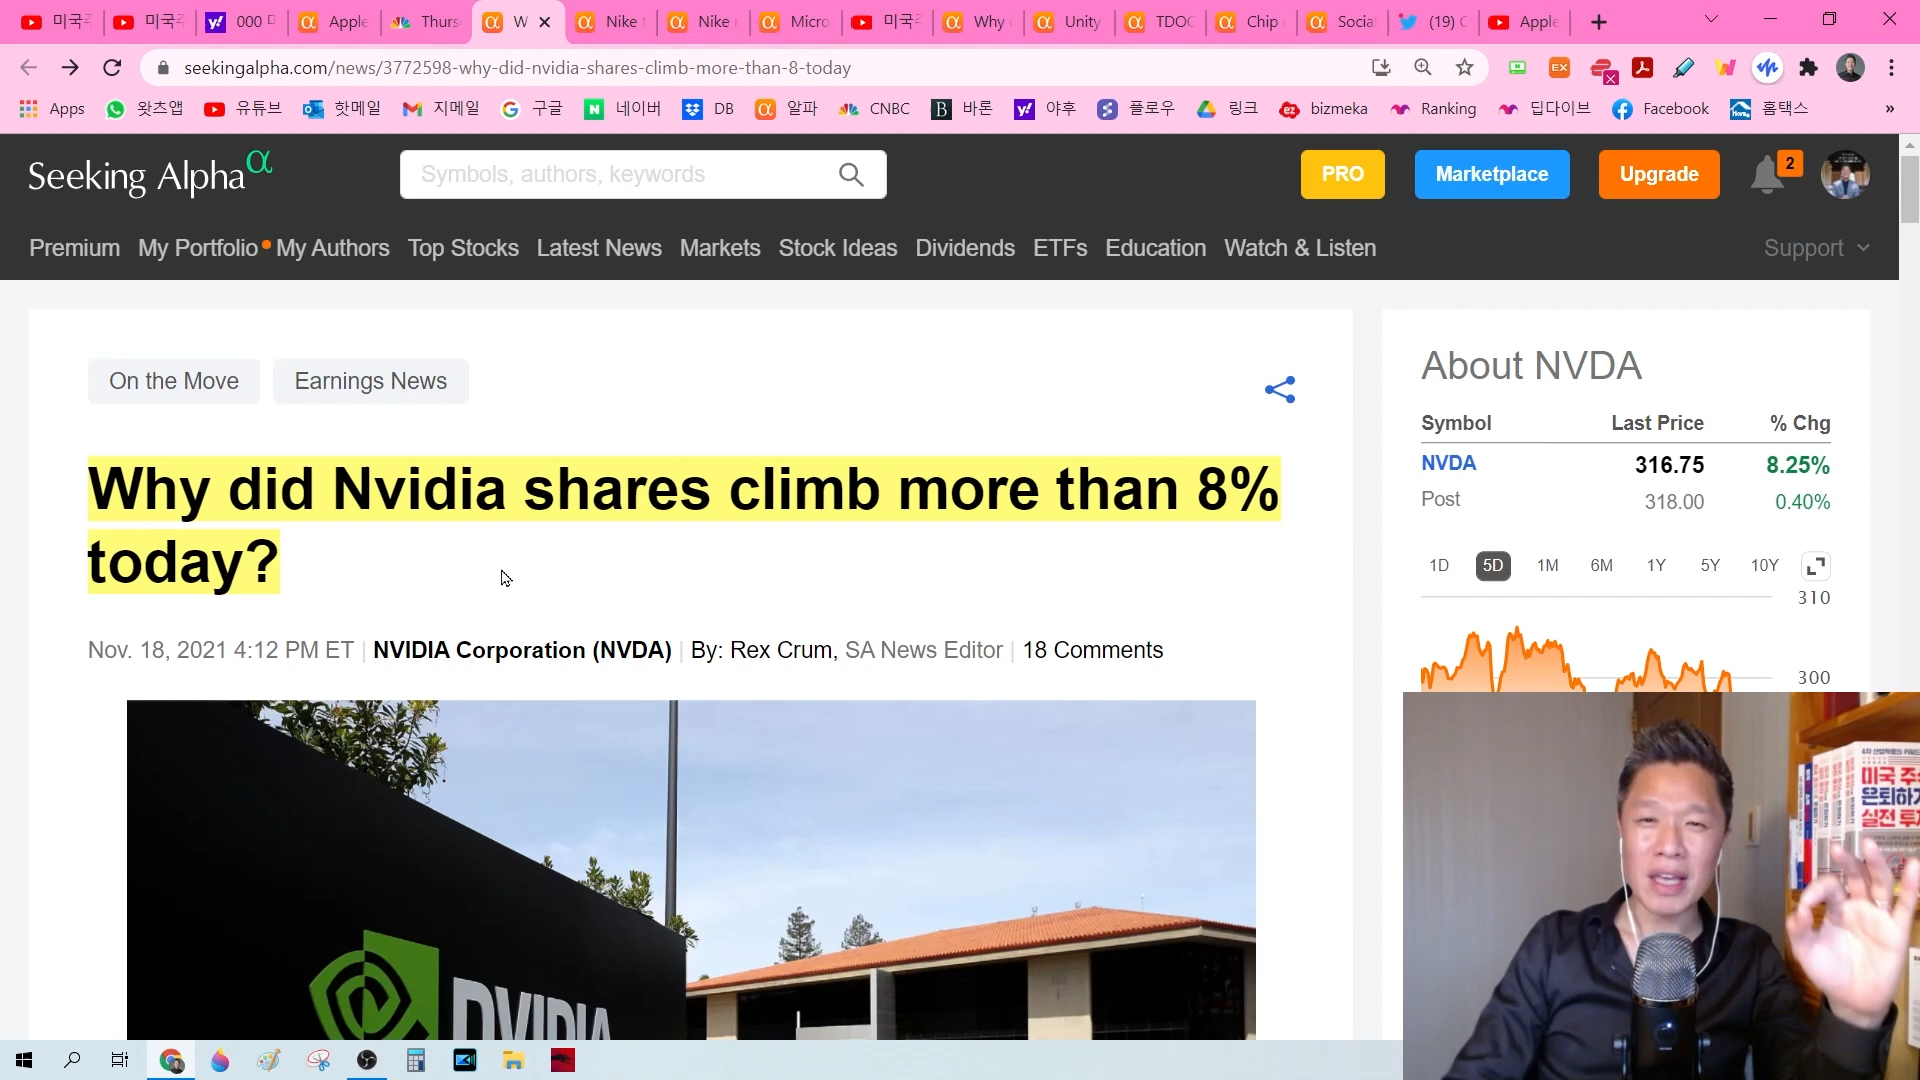 미국주
미국주
000
Apple
Thurs
W
Nike
Nike
Micro
미국주
Why
Unity
TDOC
Chip
Social
(19)
Apple
seekingalpha.com/news/3772598-why-did-nvidia-shares-climb-more-than-8-today
Apps 왓츠앱 유튜브 핫메일 지메일 구글 네이버 DB 알파 CNBC 바론 야후 플로우 링크 bizmeka Ranking 딥다이브 Facebook 홈택스 »
Seeking Alpha α
Symbols, authors, keywords
PRO
Marketplace
Upgrade
2
Premium My Portfolio My Authors Top Stocks Latest News Markets Stock Ideas Dividends ETFs Education Watch & Listen
Support
On the Move
Earnings News
Why did Nvidia shares climb more than 8%
today?
Nov. 18, 2021 4:12 PM ET | NVIDIA Corporation (NVDA) | By: Rex Crum, SA News Editor | 18 Comments
NVIDIA
About NVDA
Symbol Last Price % Chg
NVDA 316.75 8.25%
Post 318.00 0.40%
1D 5D 1M 6M 1Y 5Y 10Y
310
300
미국 주식
은퇴하기
실전 투자